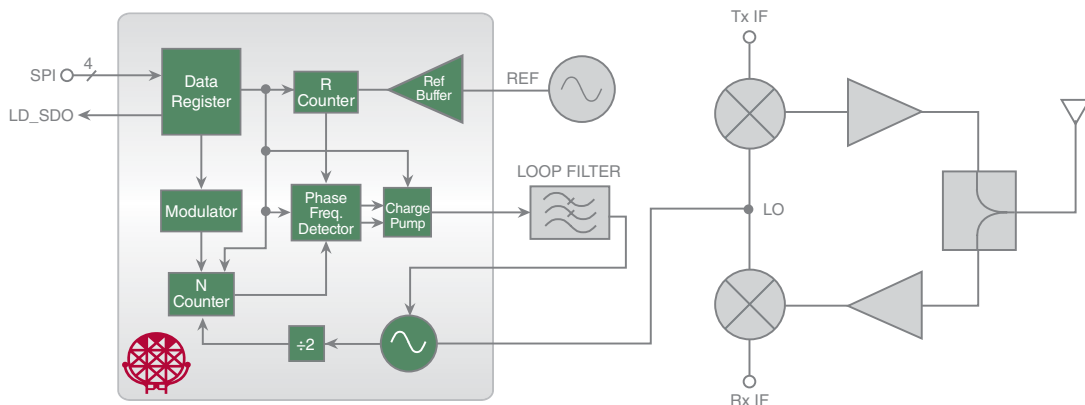 Tx IF
SPI
4
Data
Register
R
Counter
Ref
Buffer
REF
LD_SDO
LOOP FILTER
Modulator
Phase
Freq.
Detector
Charge
Pump
LO
N
Counter
÷2
Rx IF